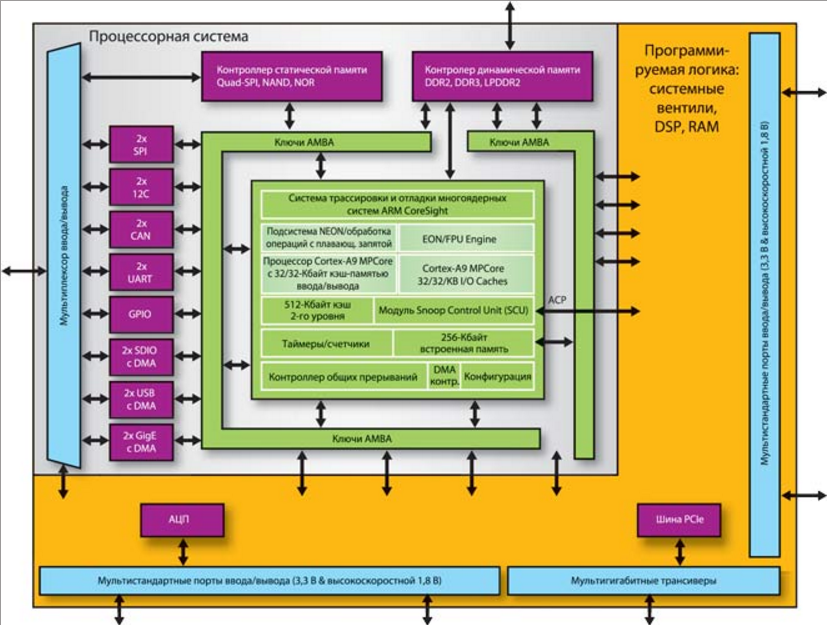 Процессорная система
Контроллер статической памяти
Quad-SPI, NAND, NOR
Контролер динамической памяти
DDR2, DDR3, LPDDR2
Программи-
руемая логика:
системные
вентили,
DSP, RAM
Ключи AMBA
Ключи AMBA
Мультиплексор ввода/вывода
2x
SPI
2x
12C
2x
CAN
2x
UART
GPIO
2x SDIO
с DMA
2x USB
с DMA
2x GigE
с DMA
Система трассировки и отладки многоядерных
систем ARM CoreSight
Подсистема NEON/обработка
операций с плавающ. запятой
EON/FPU Engine
Процессор Cortex-A9 MPCore
с 32/32-Кбайт кэш-памятью
ввода/вывода
Cortex-A9 MPCore
32/32/KB I/O Caches
512-Кбайт кэш
2-го уровня
Модуль Snoop Control Unit (SCU)
ACP
Таймеры/счетчики
256-Кбайт
встроенная память
Контроллер общих прерываний
DMA
контр.
Конфигурация
Ключи AMBA
Мультистандартные порты ввода/вывода (3,3 В & высокоскоростной 1,8 В)
АЦП
Шина PCIe
Мультистандартные порты ввода/вывода (3,3 В & высокоскоростной 1,8 В)
Мультигигабитные трансиверы